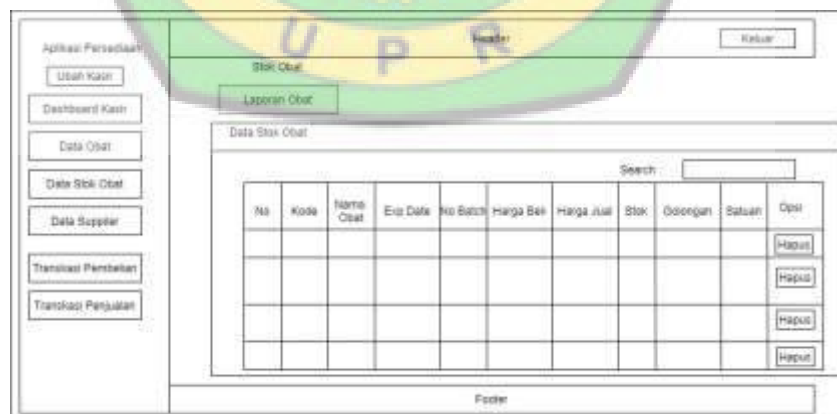 U P R
Header
Keluar
Aplikasi Persediaan
Ubah Kasir
Dashboard Kasir
Data Obat
Data Stok Obat
Data Supplier
Transkasi Pembelian
Transkasi Penjualan
Stok Obat
Laporan Obat
Data Stok Obat
Search
No Kode Nama Obat Exp Date No Batch Harga Beli Harga Jual Stok Golongan Satuan Opsi
Hapus
Hapus
Hapus
Hapus
Footer